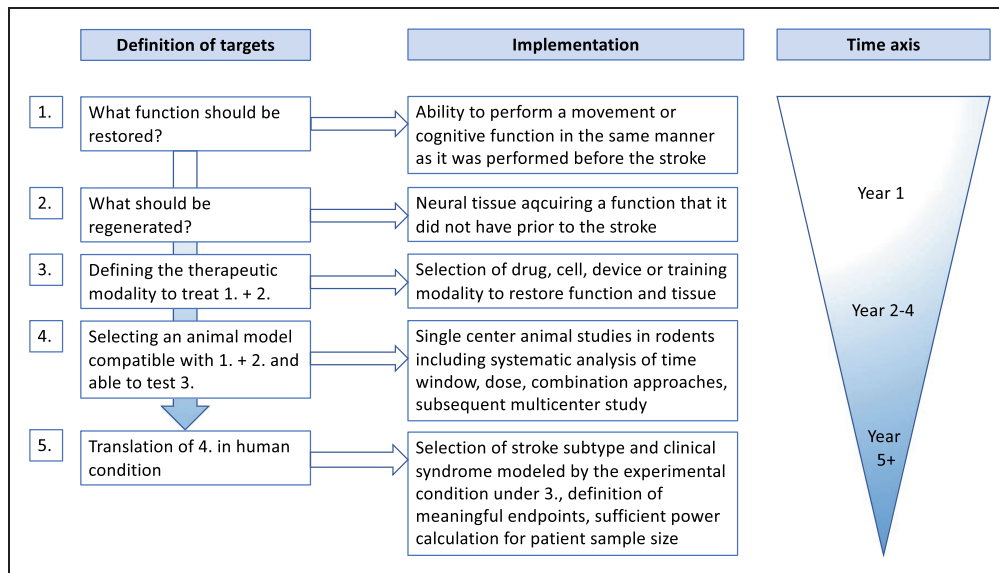 Definition of targets
Implementation
Time axis
1.
What function should be
restored?
Ability to perform a movement or
cognitive function in the same manner
as it was performed before the stroke
2.
What should be
regenerated?
Neural tissue aqcuiring a function that it
did not have prior to the stroke
3.
Defining the therapeutic
modality to treat 1. + 2.
Selection of drug, cell, device or training
modality to restore function and tissue
4.
Selecting an animal model
compatible with 1. + 2. and
able to test 3.
Single center animal studies in rodents
including systematic analysis of time
window, dose, combination approaches,
subsequent multicenter study
5.
Translation of 4. in human
condition
Selection of stroke subtype and clinical
syndrome modeled by the experimental
condition under 3., definition of
meaningful endpoints, sufficient power
calculation for patient sample size
Year 1
Year 2-4
Year
5+